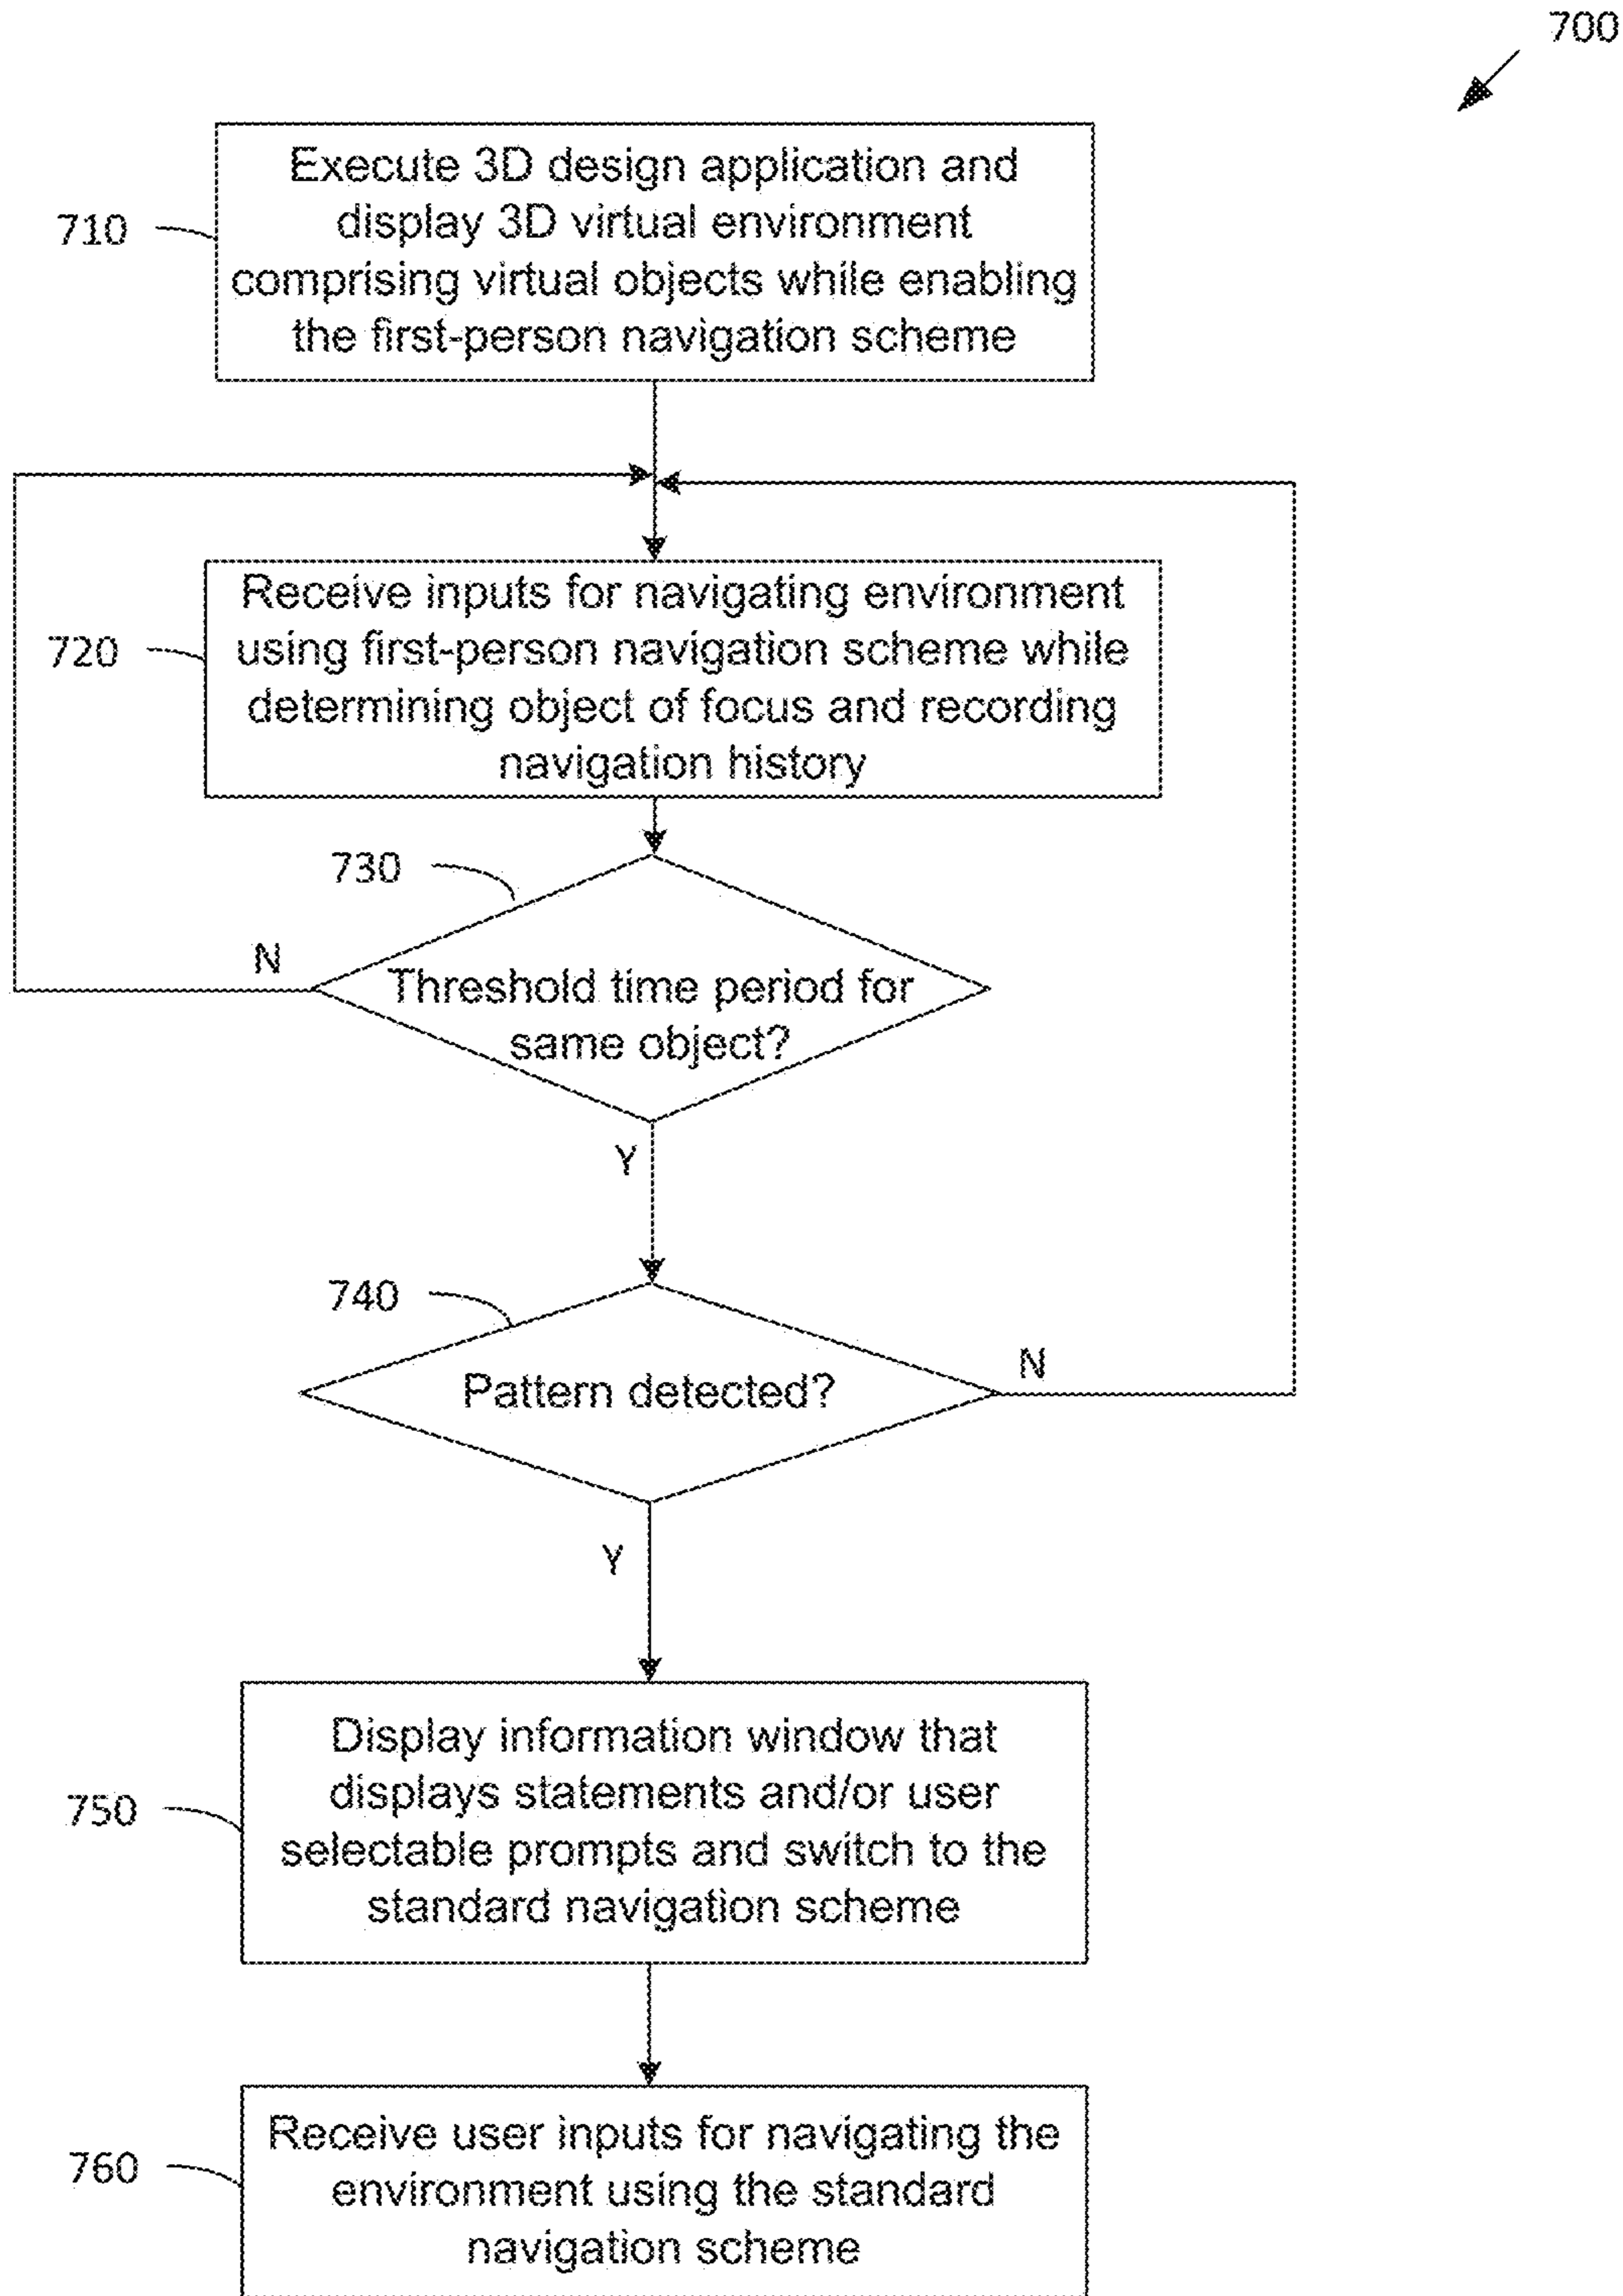 700
Execute 3D design application and
display 3D virtual environment
comprising virtual objects while enabling
the first-person navigation scheme
710
Receive inputs for navigating environment
using first-person navigation scheme while
determining object of focus and recording
navigation history
720
730
N
Threshold time period for
same object?
Y
740
Pattern detected?
N
Y
Display information window that
displays statements and/or user
selectable prompts and switch to the
standard navigation scheme
750
Receive user inputs for navigating the
environment using the standard
navigation scheme
760